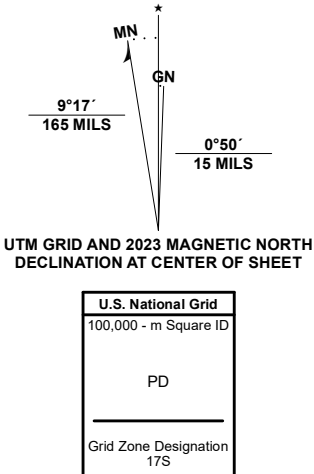 ★
MN
GN
9°17´
165 MILS
0°50´
15 MILS
UTM GRID AND 2023 MAGNETIC NORTH
DECLINATION AT CENTER OF SHEET
U.S. National Grid
100,000 - m Square ID
PD
Grid Zone Designation
17S